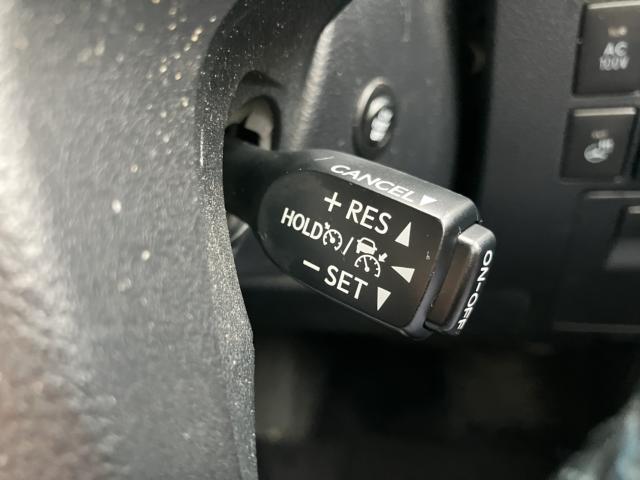 CANCEL
+ RES
HOLD /
- SET
ON-OFF
AC
100V